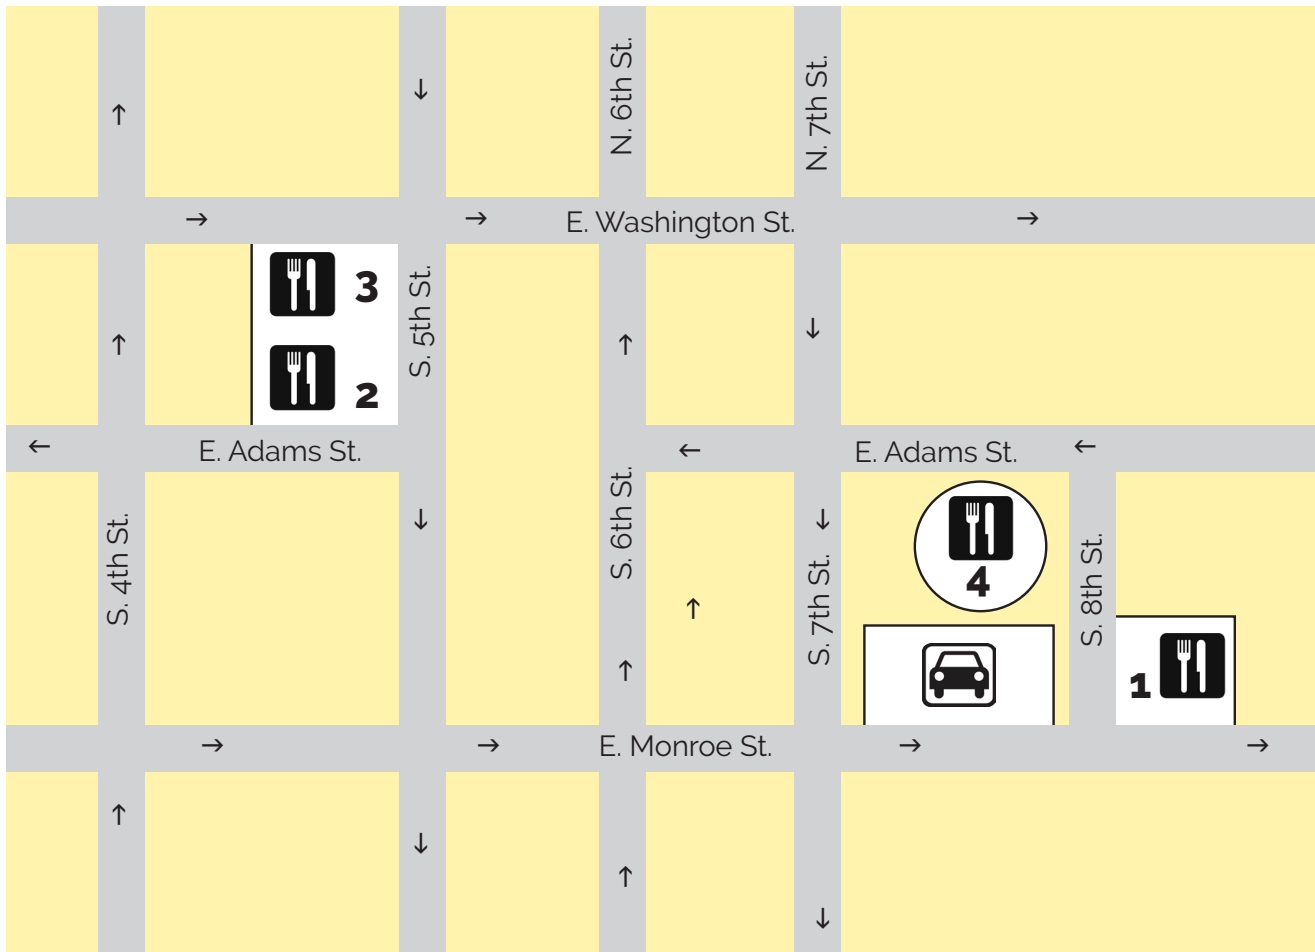 N. 6th St.
N. 7th St.
E. Washington St.
3
S. 5th St.
2
E. Adams St.
E. Adams St.
S. 4th St.
S. 6th St.
S. 7th St.
4
S. 8th St.
1
E. Monroe St.